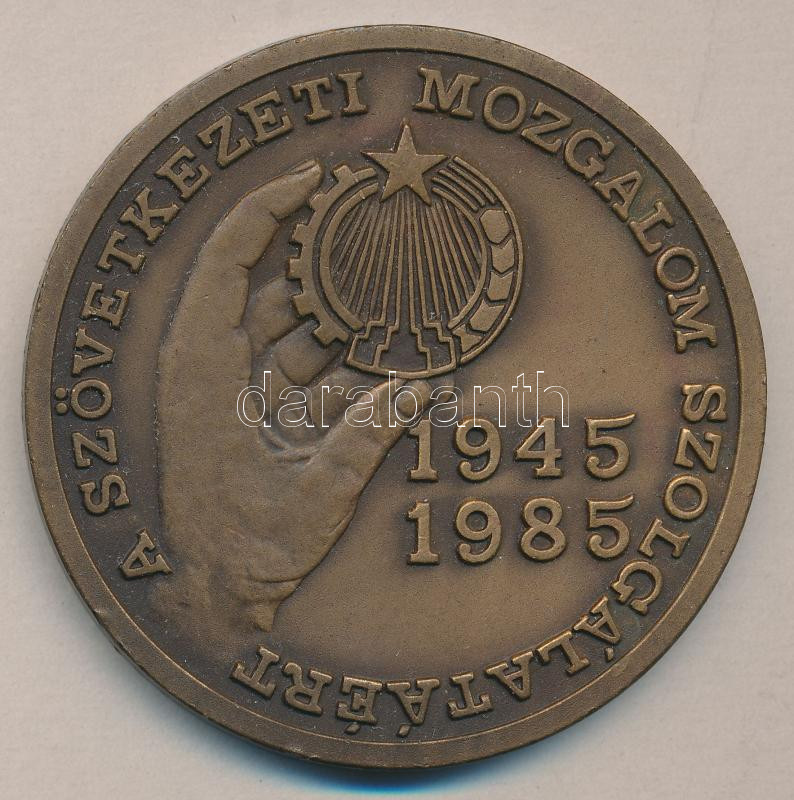 A SZÖVETKEZETI MOZGALOM SZOLGÁLATÁÉRT
1945
1985
darabanth